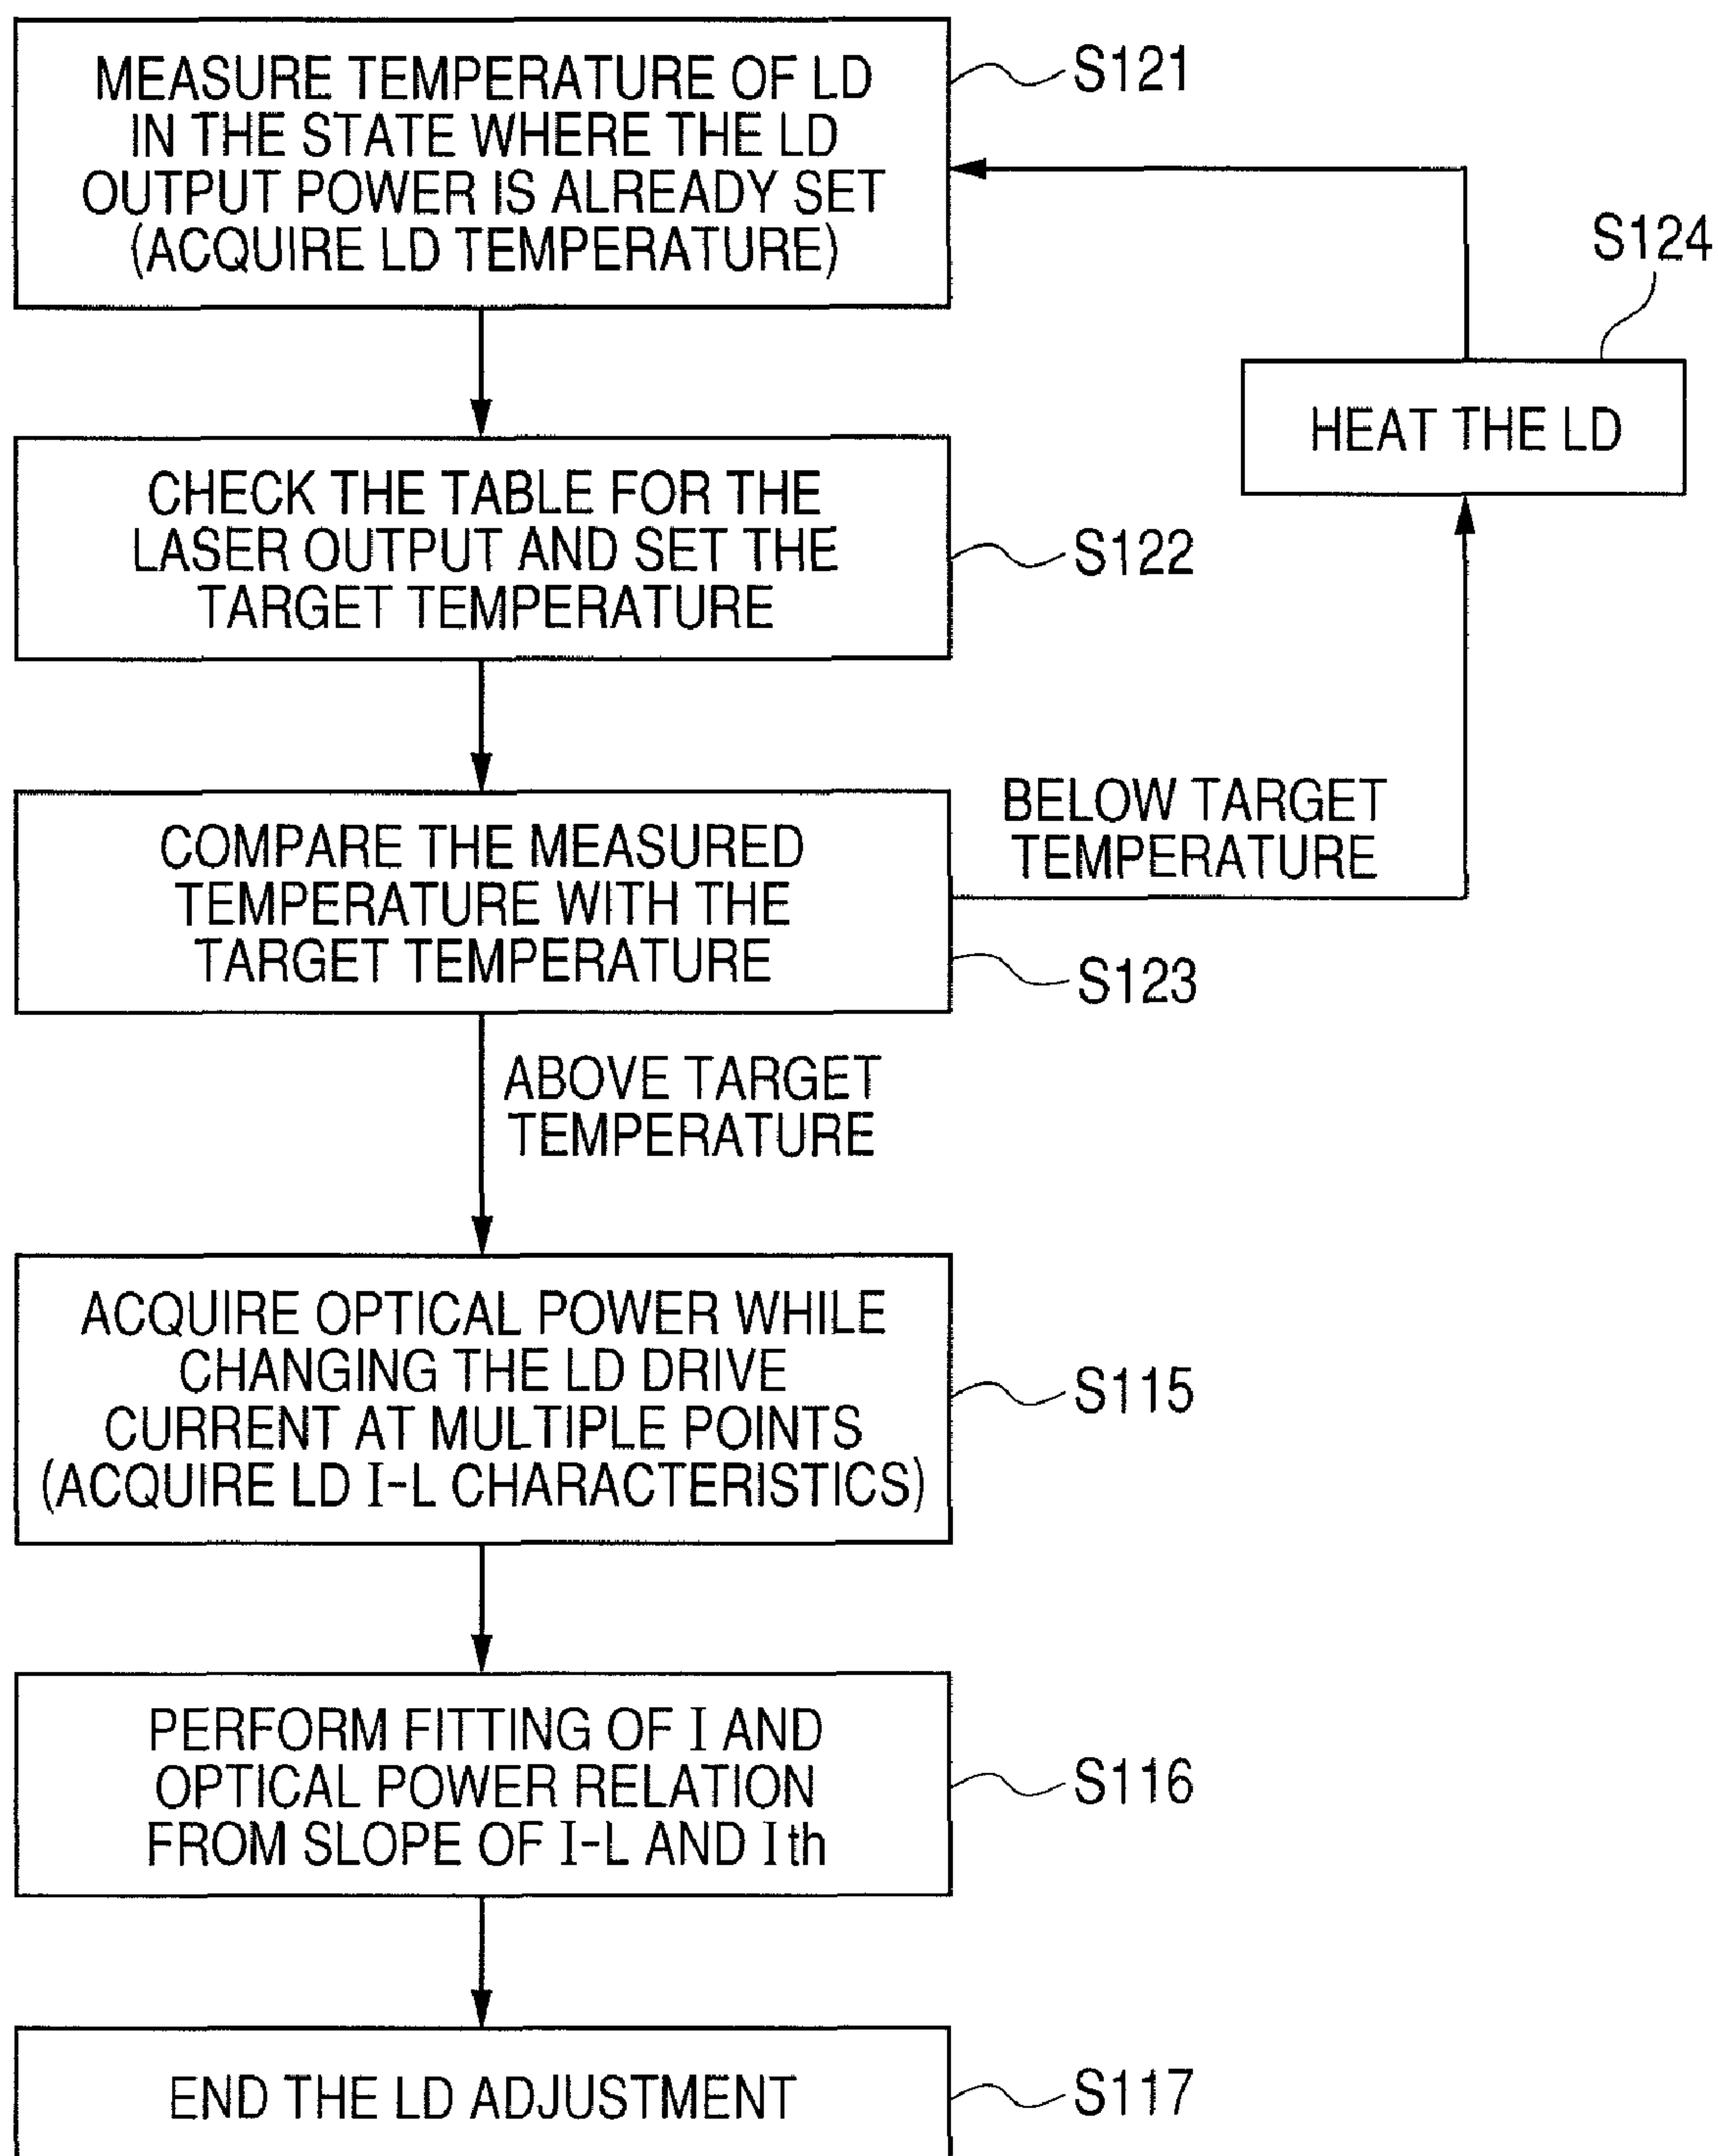 MEASURE TEMPERATURE OF LD
IN THE STATE WHERE THE LD
OUTPUT POWER IS ALREADY SET
(ACQUIRE LD TEMPERATURE)
S121
S124
HEAT THE LD
CHECK THE TABLE FOR THE
LASER OUTPUT AND SET THE
TARGET TEMPERATURE
S122
COMPARE THE MEASURED
TEMPERATURE WITH THE
TARGET TEMPERATURE
BELOW TARGET
TEMPERATURE
S123
ABOVE TARGET
TEMPERATURE
ACQUIRE OPTICAL POWER WHILE
CHANGING THE LD DRIVE
CURRENT AT MULTIPLE POINTS
(ACQUIRE LD I-L CHARACTERISTICS)
S115
PERFORM FITTING OF I AND
OPTICAL POWER RELATION
FROM SLOPE OF I-L AND Ith
S116
END THE LD ADJUSTMENT
S117